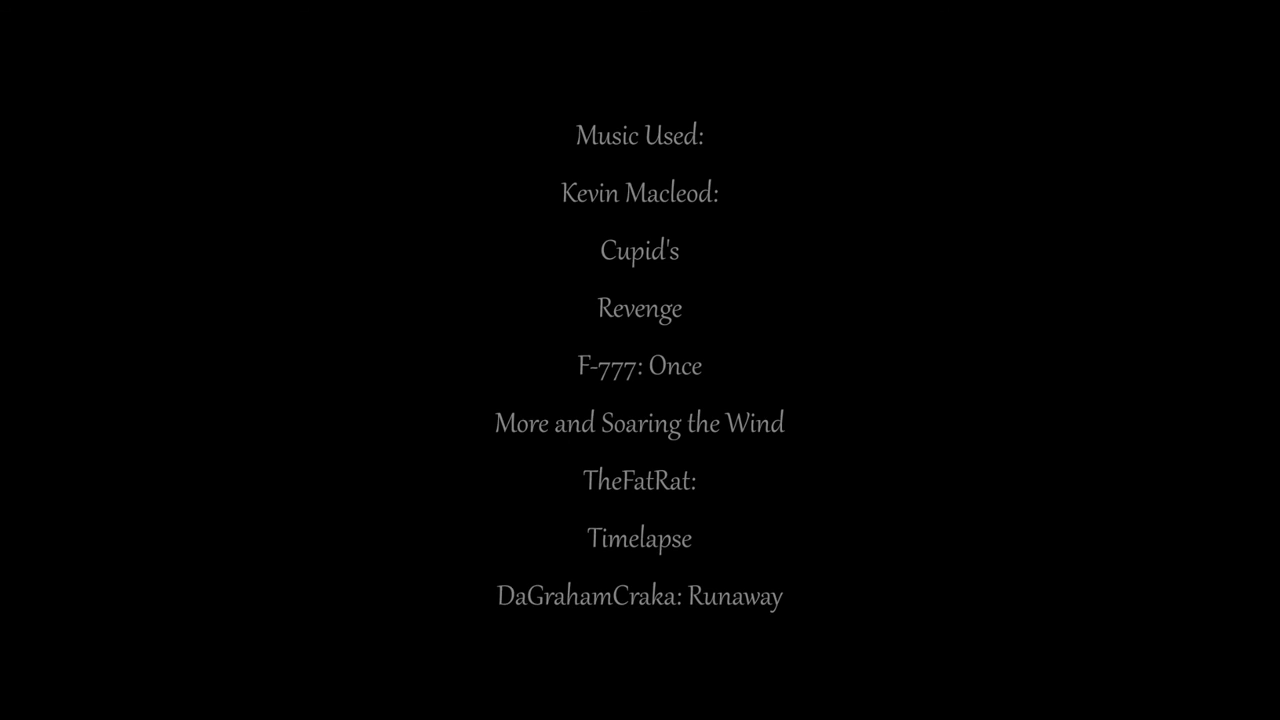 Music Used:
Kevin Macleod:
Cupid's
Revenge
F-777: Once
More and Soaring the Wind
TheFatRat:
Timelapse
DaGrahamCraka: Runaway